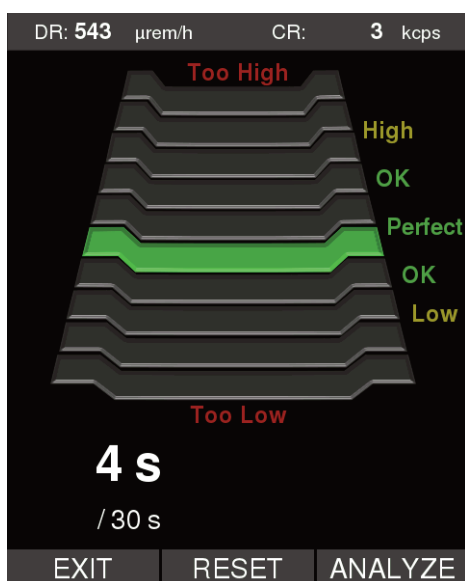 DR: 543 µrem/h CR: 3 kcps
Too High
High
OK
Perfect
OK
Low
Too Low
4 s
/ 30 s
EXIT RESET ANALYZE